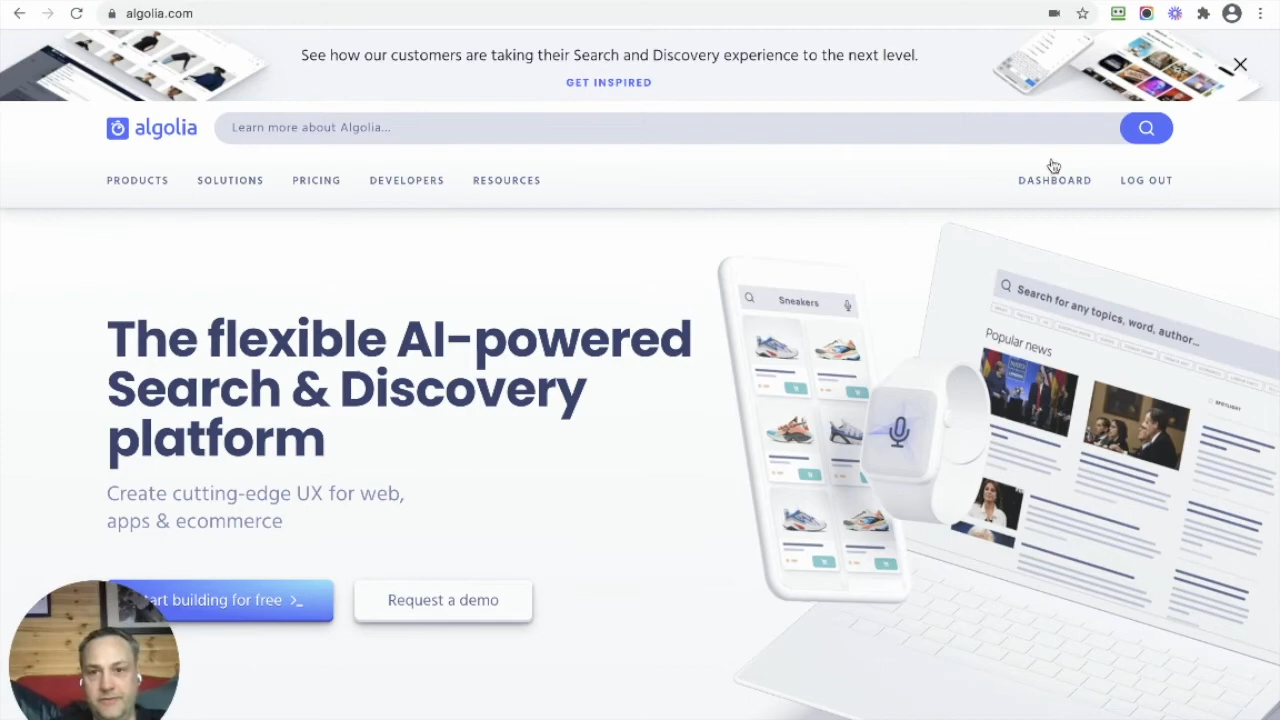 algolia.com
See how our customers are taking their Search and Discovery experience to the next level.
GET INSPIRED
algolia
Learn more about Algolia...
PRODUCTS
SOLUTIONS
PRICING
DEVELOPERS
RESOURCES
DASHBOARD
LOG OUT
The flexible AI-powered
Search & Discovery
platform
Create cutting-edge UX for web,
apps & ecommerce
art building for free >_
Request a demo
Sneakers
Search for any topics, word, author...
Popular news
SPOTLIGHT